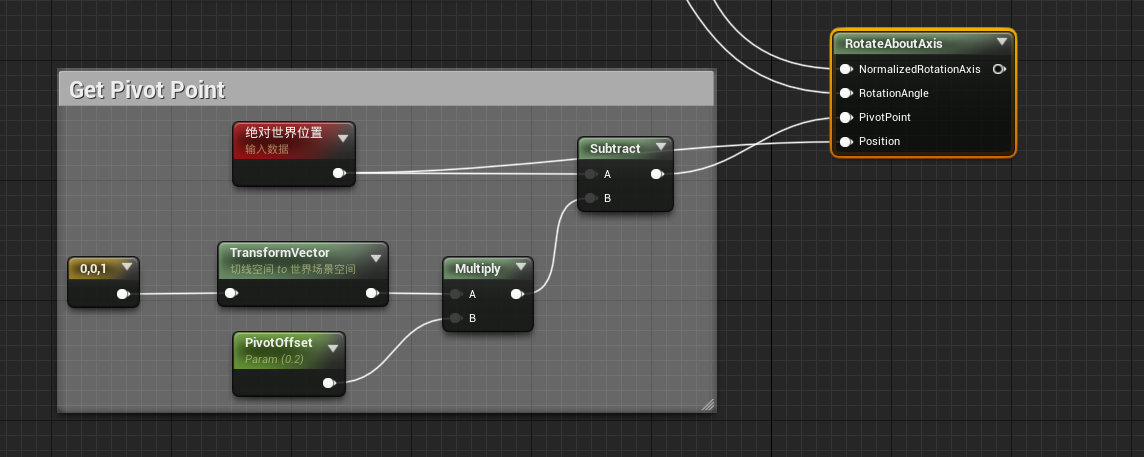 RotateAboutAxis
NormalizedRotationAxis
RotationAngle
PivotPoint
Position
Get Pivot Point
绝对世界位置
输入数据
Subtract
A
B
0,0,1
TransformVector
切线空间 to 世界场景空间
Multiply
A
B
PivotOffset
Param (0.2)